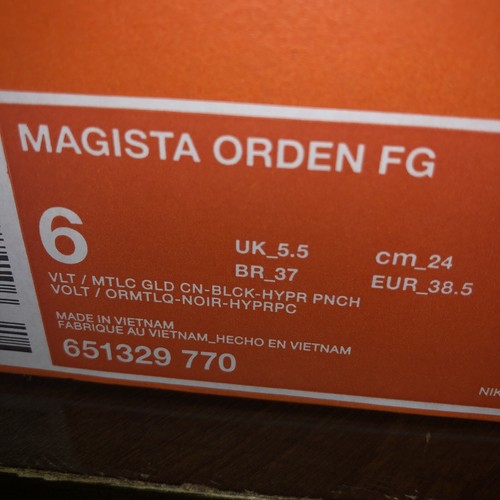 MAGISTA ORDEN FG
6
UK_5.5 cm_24
BR_37 EUR_38.5
VLT / MTLC GLD CN-BLCK-HYPR PNCH
VOLT / ORMTLQ-NOIR-HYPRPC
MADE IN VIETNAM
FABRIQUE AU VIETNAM_HECHO EN VIETNAM
651329 770